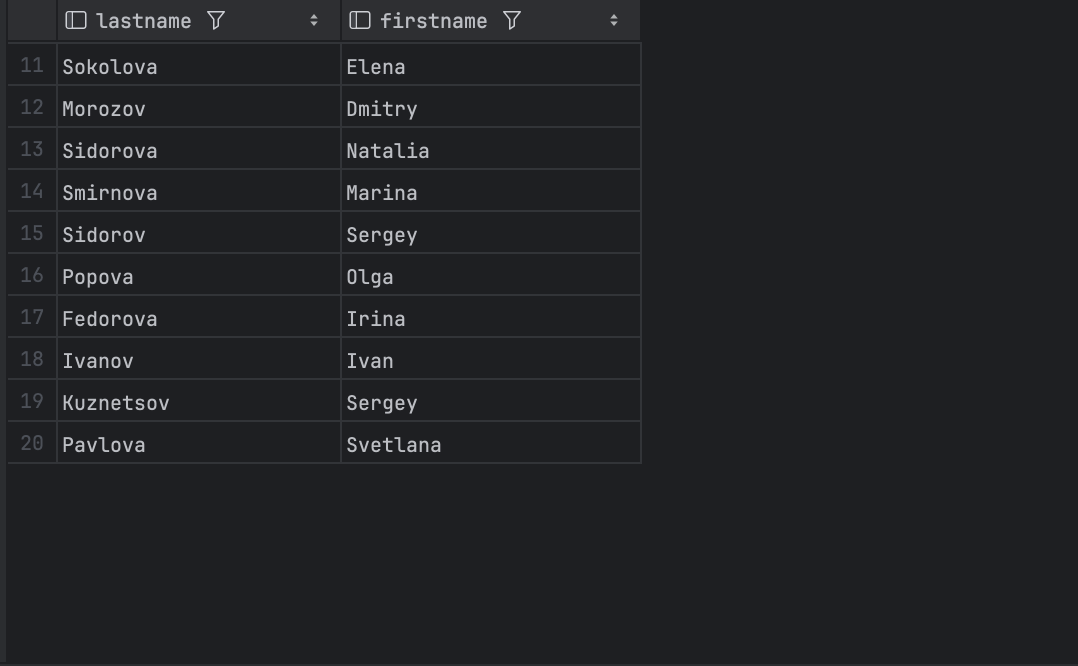 lastname firstname
11 Sokolova Elena
12 Morozov Dmitry
13 Sidorova Natalia
14 Smirnova Marina
15 Sidorov Sergey
16 Popova Olga
17 Fedorova Irina
18 Ivanov Ivan
19 Kuznetsov Sergey
20 Pavlova Svetlana